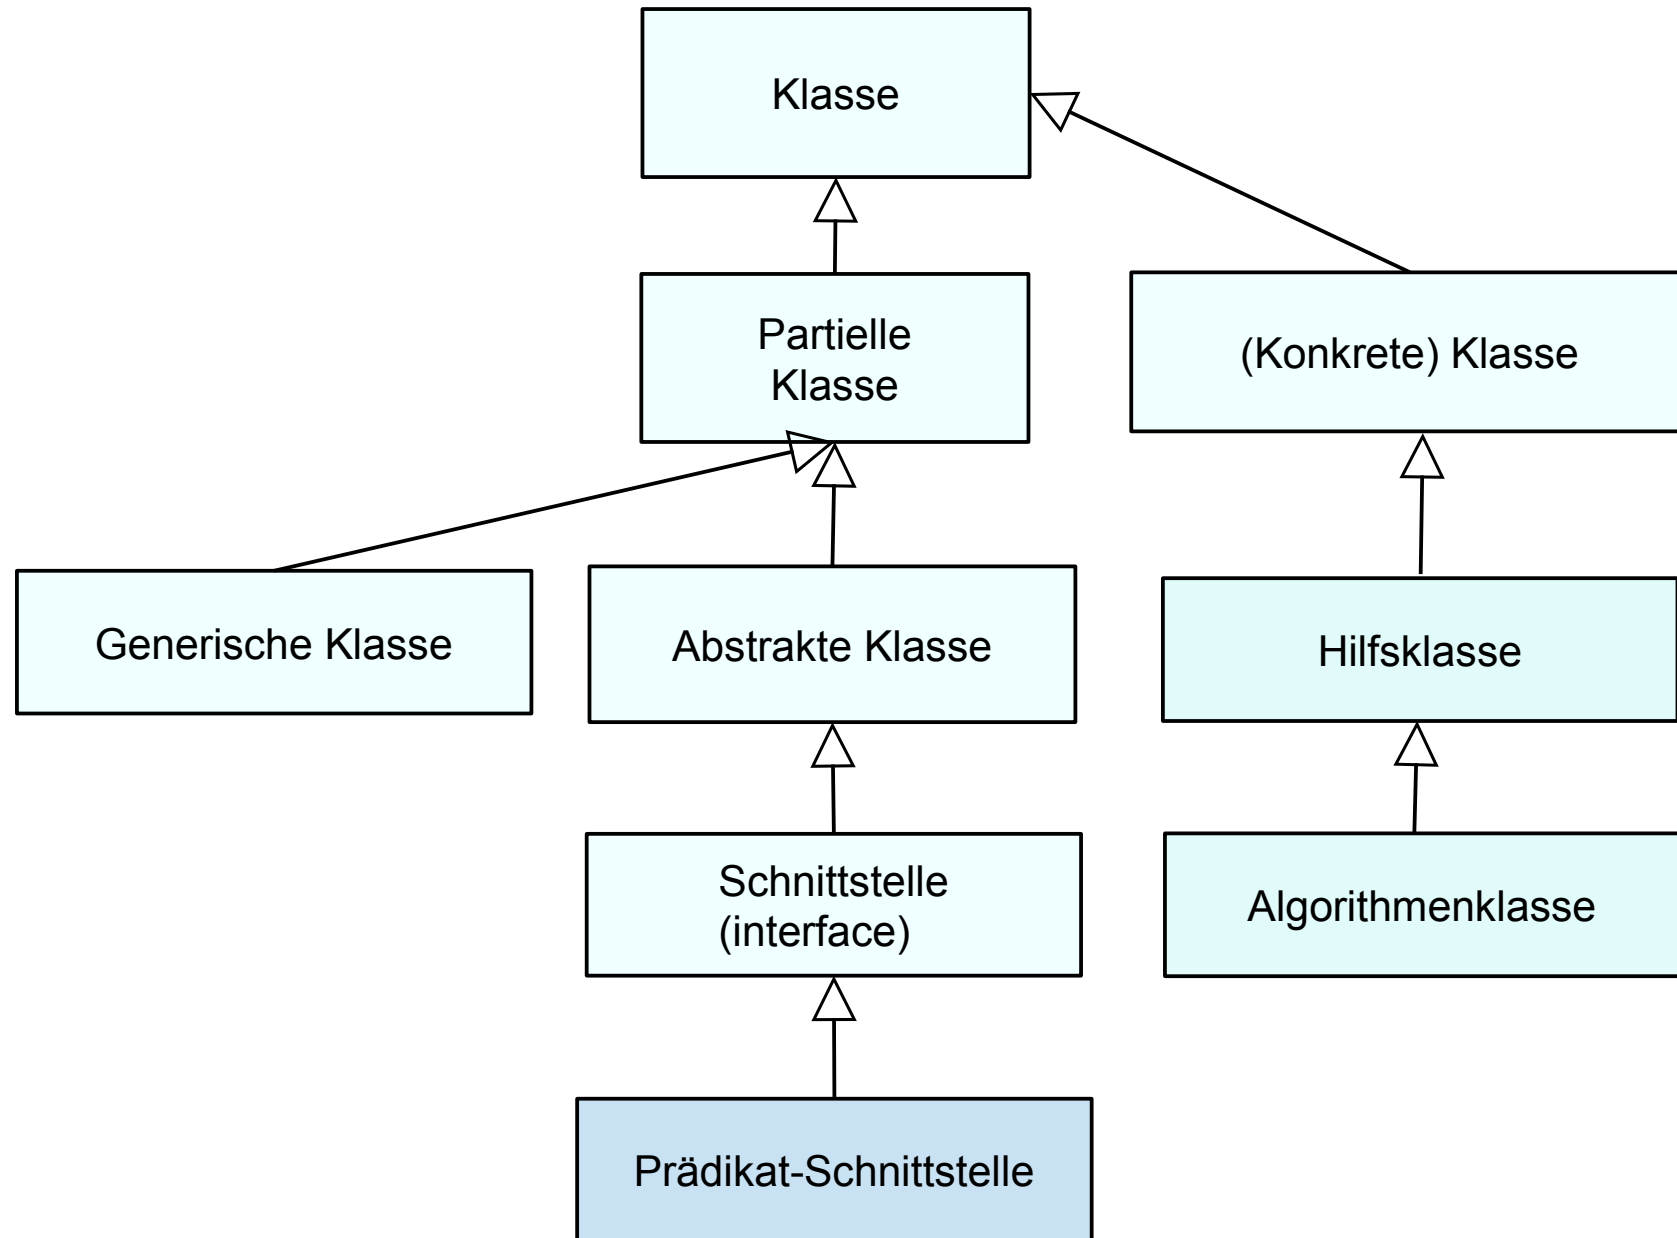 Klasse
Partielle
Klasse
(Konkrete) Klasse
Generische Klasse
Abstrakte Klasse
Hilfsklasse
Schnittstelle
(interface)
Algorithmenklasse
Prädikat-Schnittstelle